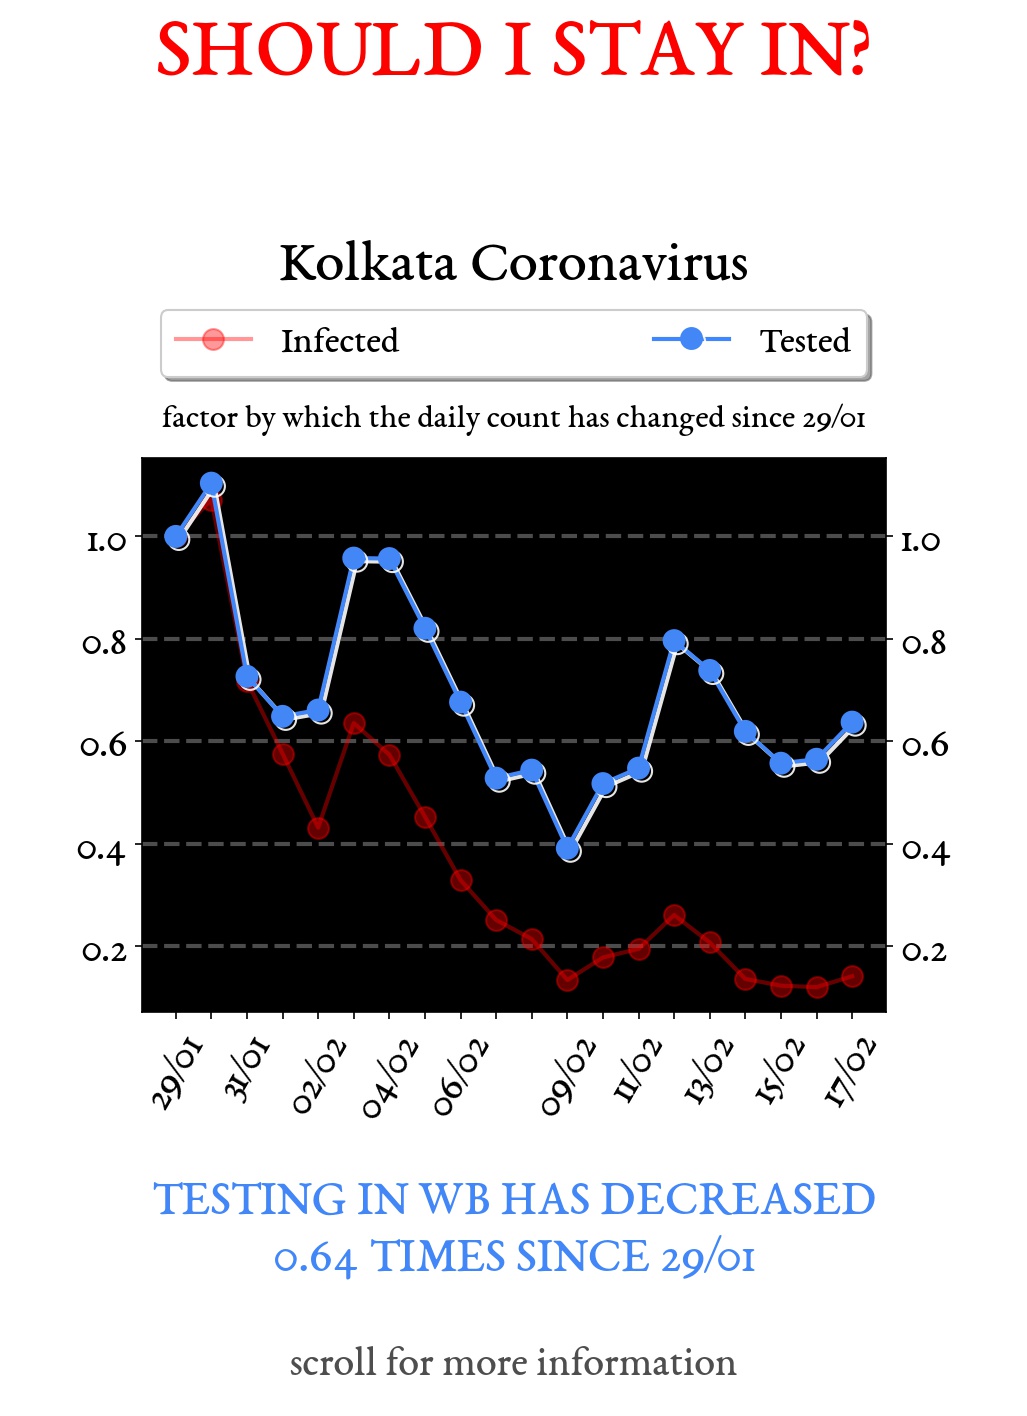 SHOULD I STAY IN?
Kolkata Coronavirus
Infected Tested
factor by which the daily count has changed since 29/01
1.0 1.0
0.8 0.8
0.6 0.6
0.4 0.4
0.2 0.2
29/01 31/01 02/02 04/02 06/02 09/02 11/02 13/02 15/02 17/02
TESTING IN WB HAS DECREASED
0.64 TIMES SINCE 29/01
scroll for more information